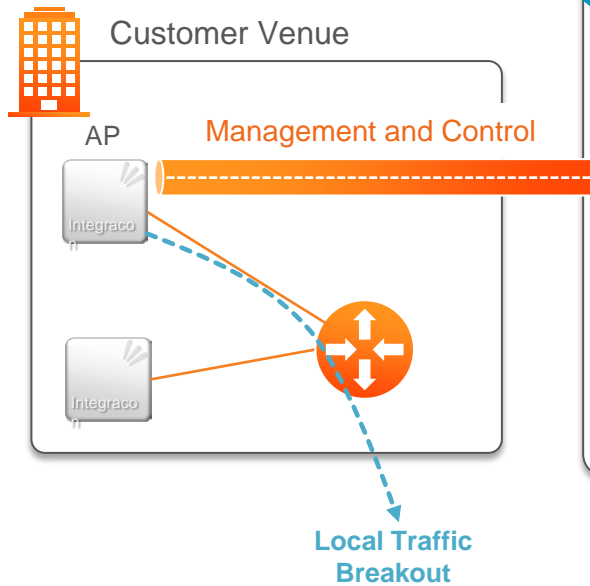 Customer Venue
AP
Management and Control
Integraco
n
Integraco
n
Local Traffic
Breakout